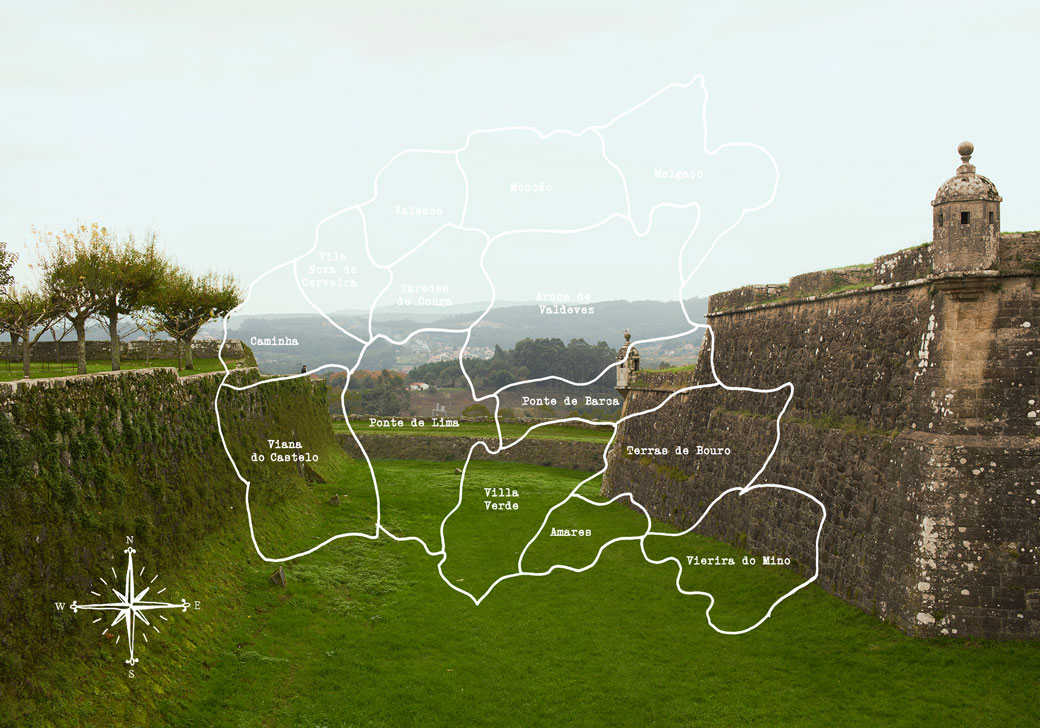 Monção
Melgaço
Valenca
Vila
Nova de
Cerveira
Paredes
de Coura
Arcos de
Valdevez
Caminha
Ponte de Barca
Ponte de Lima
Viana
do Castelo
Terras de Bouro
Villa
Verde
Amares
Vierira do Mino
N
W
E
S